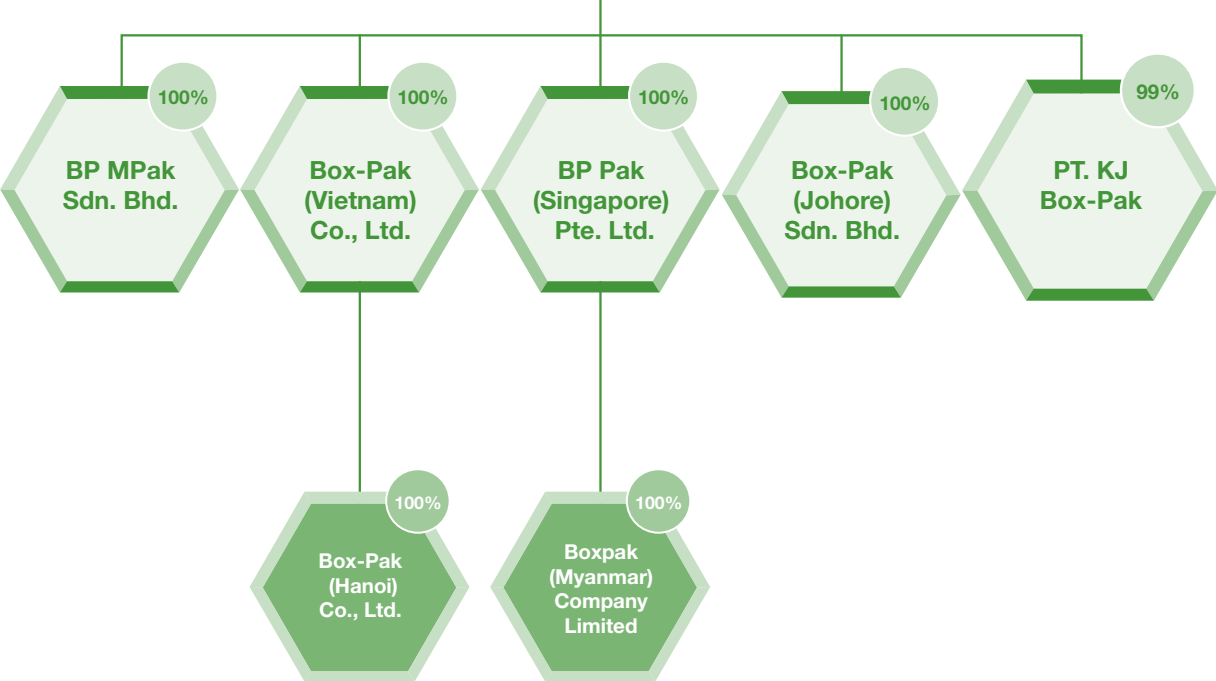 100%
BP MPak
Sdn. Bhd.
100%
Box-Pak
(Vietnam)
Co., Ltd.
100%
BP Pak
(Singapore)
Pte. Ltd.
100%
Box-Pak
(Johore)
Sdn. Bhd.
99%
PT. KJ
Box-Pak
100%
Box-Pak
(Hanoi)
Co., Ltd.
100%
Boxpak
(Myanmar)
Company
Limited